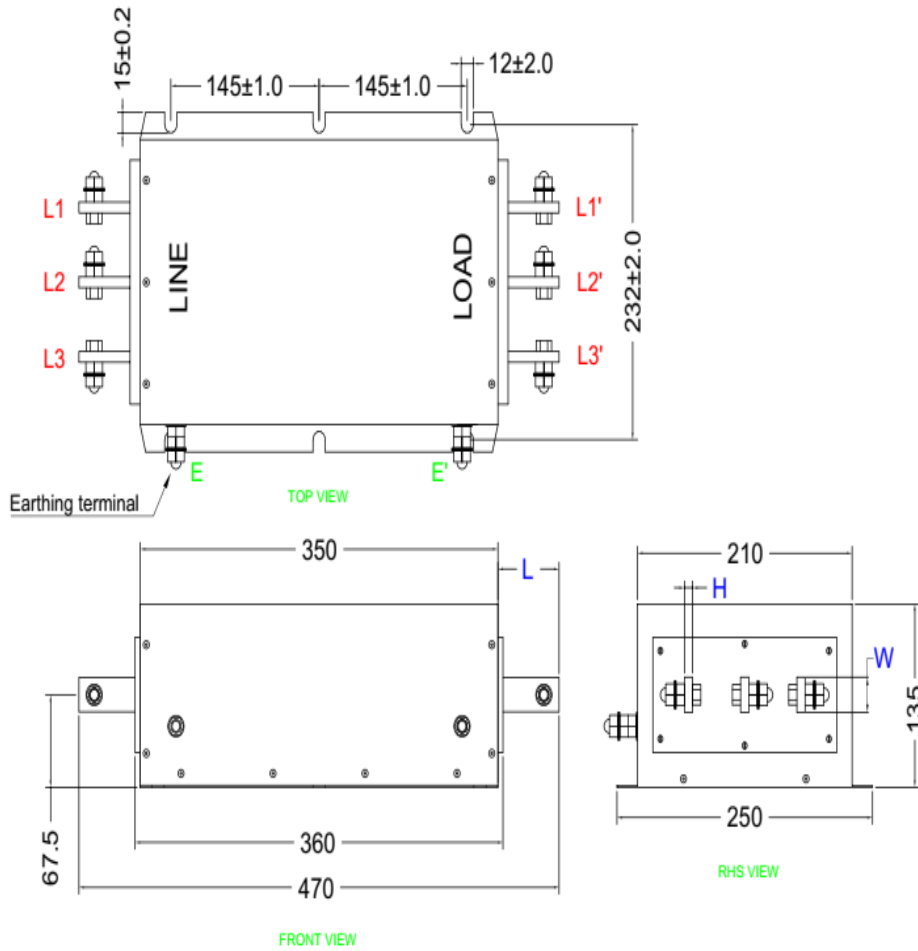 15±0.2
145±1.0
145±1.0
12±2.0
L1
L1'
L2
LINE
LOAD
L2'
232±2.0
L3
L3'
E
E'
Earthing terminal
TOP VIEW
350
L
210
H
W
135
67.5
360
470
250
RHS VIEW
FRONT VIEW